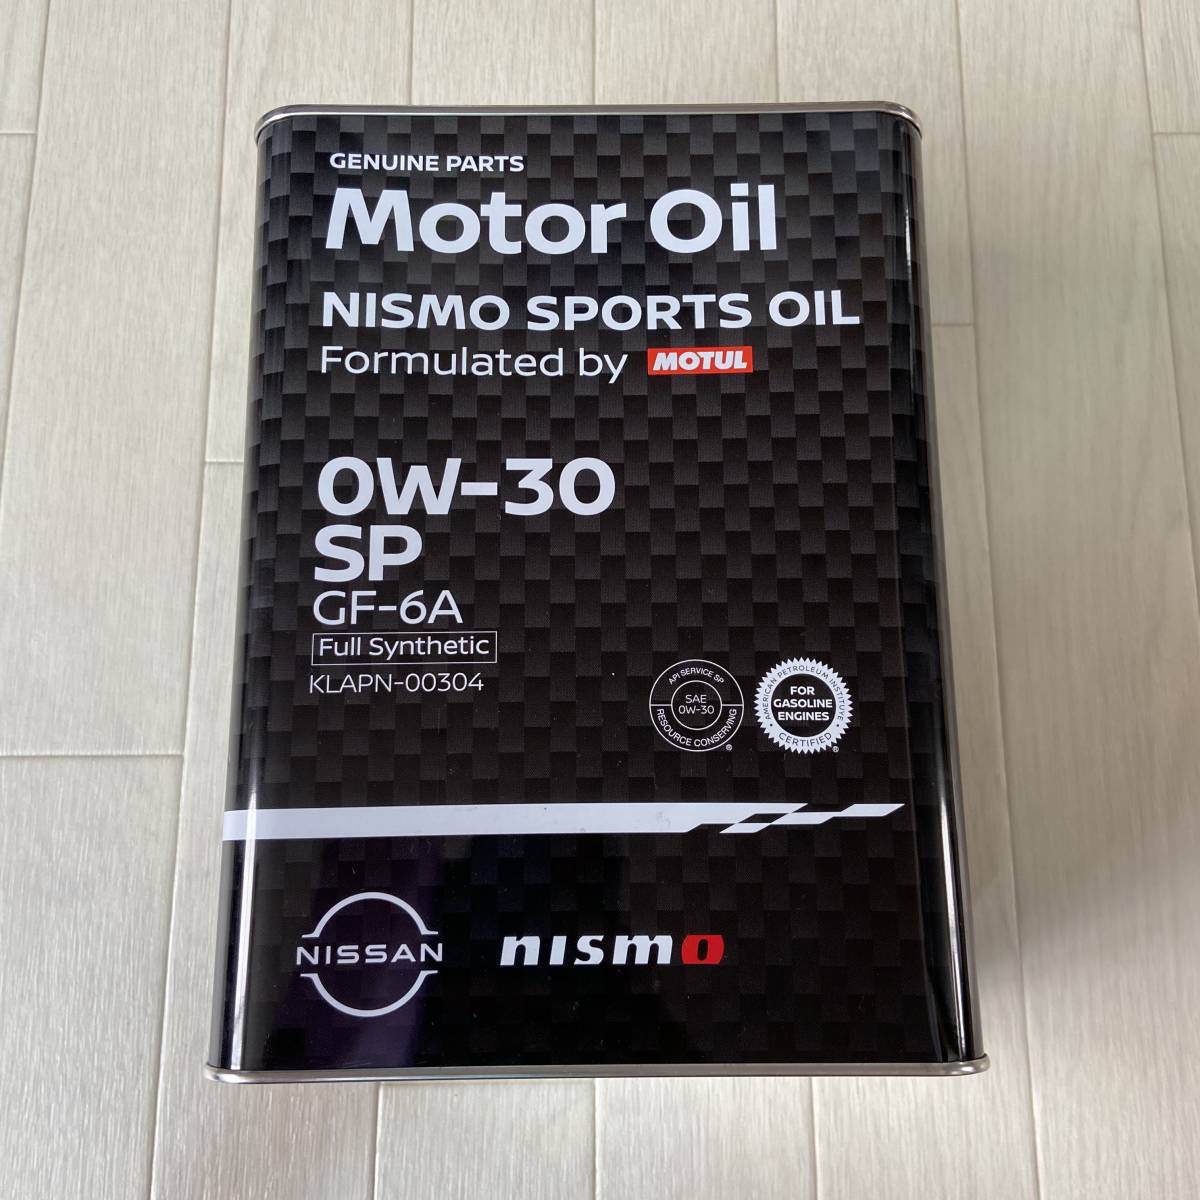 GENUINE PARTS
Motor Oil
NISMO SPORTS OIL
Formulated by MOTUL
0W-30
SP
GF-6A
Full Synthetic
KLAPN-00304
API SERVICE SP
SAE
0W-30
RESOURCE CONSERVING
®
AMERICAN PETROLEUM INSTITUTE
FOR
GASOLINE
ENGINES
CERTIFIED
®
NISSAN
nismo